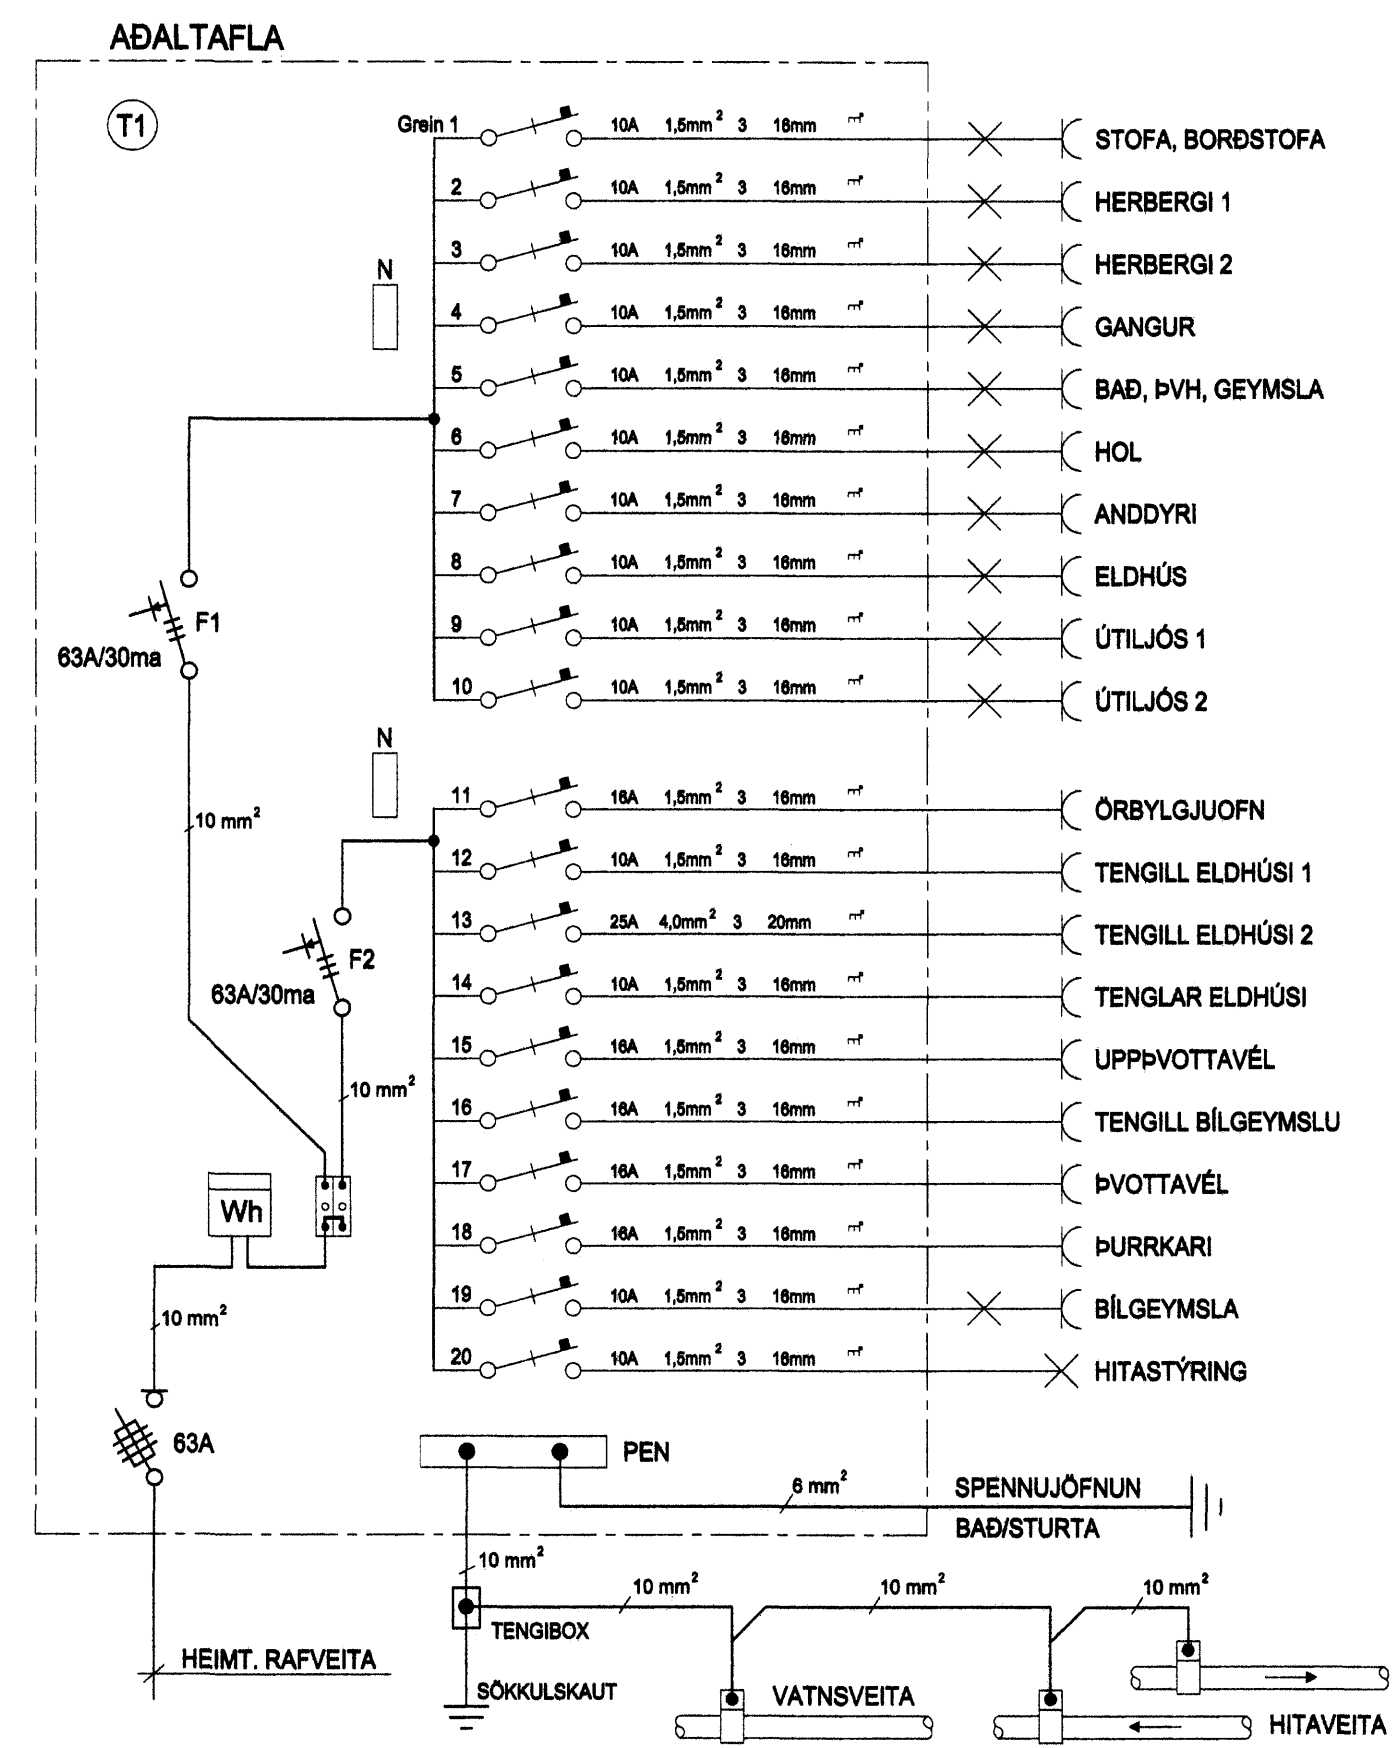 AÐALTAFLA
T1
Grein 1 10A 1,5mm² 3 16mm STOFA, BORÐSTOFA
2 10A 1,5mm² 3 16mm HERBERGI 1
3 10A 1,5mm² 3 16mm HERBERGI 2
N
4 10A 1,5mm² 3 16mm GANGUR
5 10A 1,5mm² 3 16mm BAÐ, ÞVH, GEYMSLA
6 10A 1,5mm² 3 16mm HOL
7 10A 1,5mm² 3 16mm ANDDYRI
8 10A 1,5mm² 3 16mm ELDHÚS
F1
9 10A 1,5mm² 3 16mm ÚTILJÓS 1
63A/30ma
10 10A 1,5mm² 3 16mm ÚTILJÓS 2
N
11 16A 1,5mm² 3 16mm ÖRBYLGJUOFN
10 mm²
12 10A 1,5mm² 3 16mm TENGILL ELDHÚSI 1
13 25A 4,0mm² 3 20mm TENGILL ELDHÚSI 2
F2
63A/30ma
14 10A 1,5mm² 3 16mm TENGLAR ELDHÚSI
15 16A 1,5mm² 3 16mm UPPÞVOTTAVÉL
10 mm²
16 16A 1,5mm² 3 16mm TENGILL BÍLGEYMSLU
17 16A 1,5mm² 3 16mm ÞVOTTAVÉL
Wh
18 16A 1,5mm² 3 16mm ÞURRKARI
19 10A 1,5mm² 3 16mm BÍLGEYMSLA
10 mm²
20 10A 1,5mm² 3 16mm HITASTÝRING
63A
PEN
6 mm²
SPENNUJÖFNUN
BAÐ/STURTA
10 mm²
10 mm² 10 mm² 10 mm²
TENGIBOX
HEIMT. RAFVEITA
SÖKKULSKAUT
VATNSVEITA
HITAVEITA